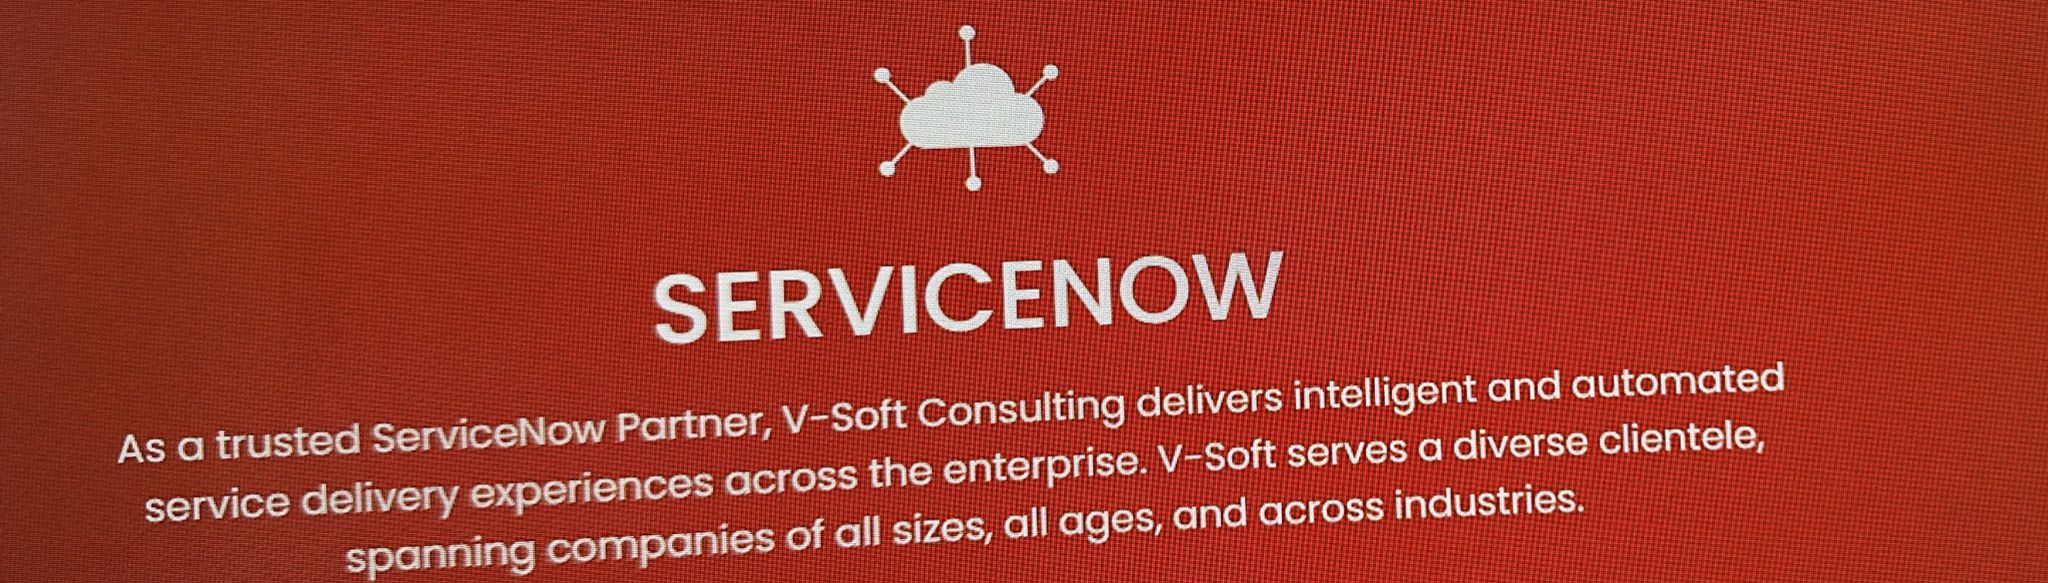 SERVICENOW
As a trusted ServiceNow Partner, V-Soft Consulting delivers intelligent and automated
service delivery experiences across the enterprise. V-Soft serves a diverse clientele,
spanning companies of all sizes, all ages, and across industries.